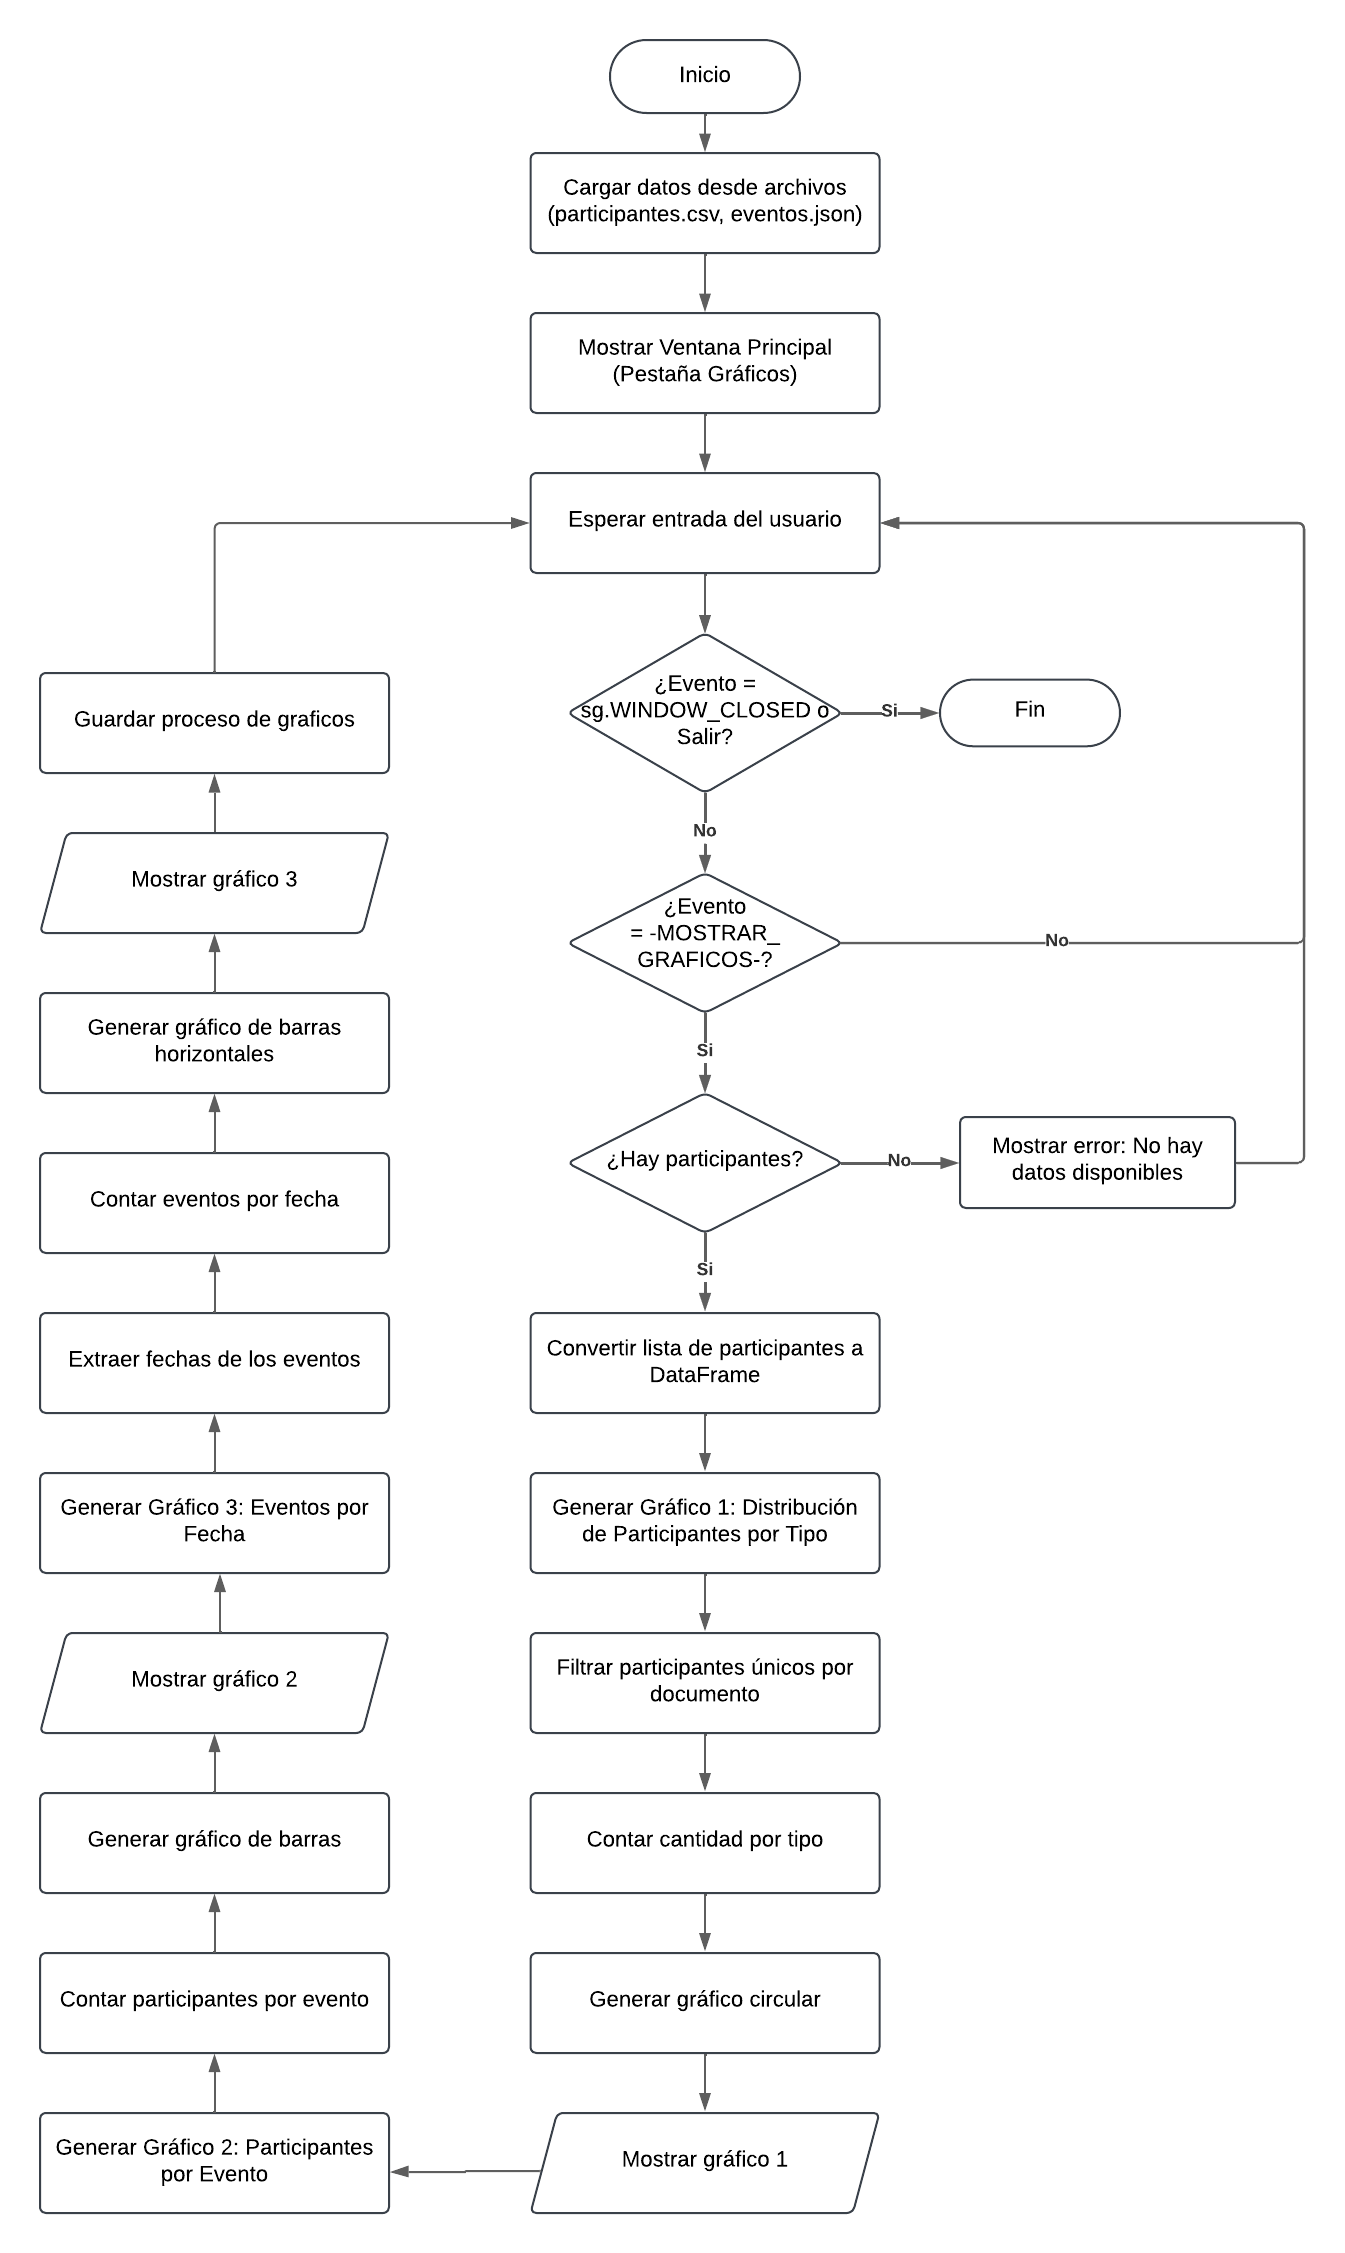 Inicio
Cargar datos desde archivos
(participantes.csv, eventos.json)
Mostrar Ventana Principal
(Pestaña Gráficos)
Esperar entrada del usuario
¿Evento =
sg.WINDOW_CLOSED o
Salir?
Si
Fin
No
¿Evento
= -MOSTRAR_
GRAFICOS-?
No
Si
¿Hay participantes?
No
Mostrar error: No hay
datos disponibles
Si
Convertir lista de participantes a
DataFrame
Generar Gráfico 1: Distribución
de Participantes por Tipo
Filtrar participantes únicos por
documento
Contar cantidad por tipo
Generar gráfico circular
Mostrar gráfico 1
Generar Gráfico 2: Participantes
por Evento
Contar participantes por evento
Generar gráfico de barras
Mostrar gráfico 2
Generar Gráfico 3: Eventos por
Fecha
Extraer fechas de los eventos
Contar eventos por fecha
Generar gráfico de barras
horizontales
Mostrar gráfico 3
Guardar proceso de graficos